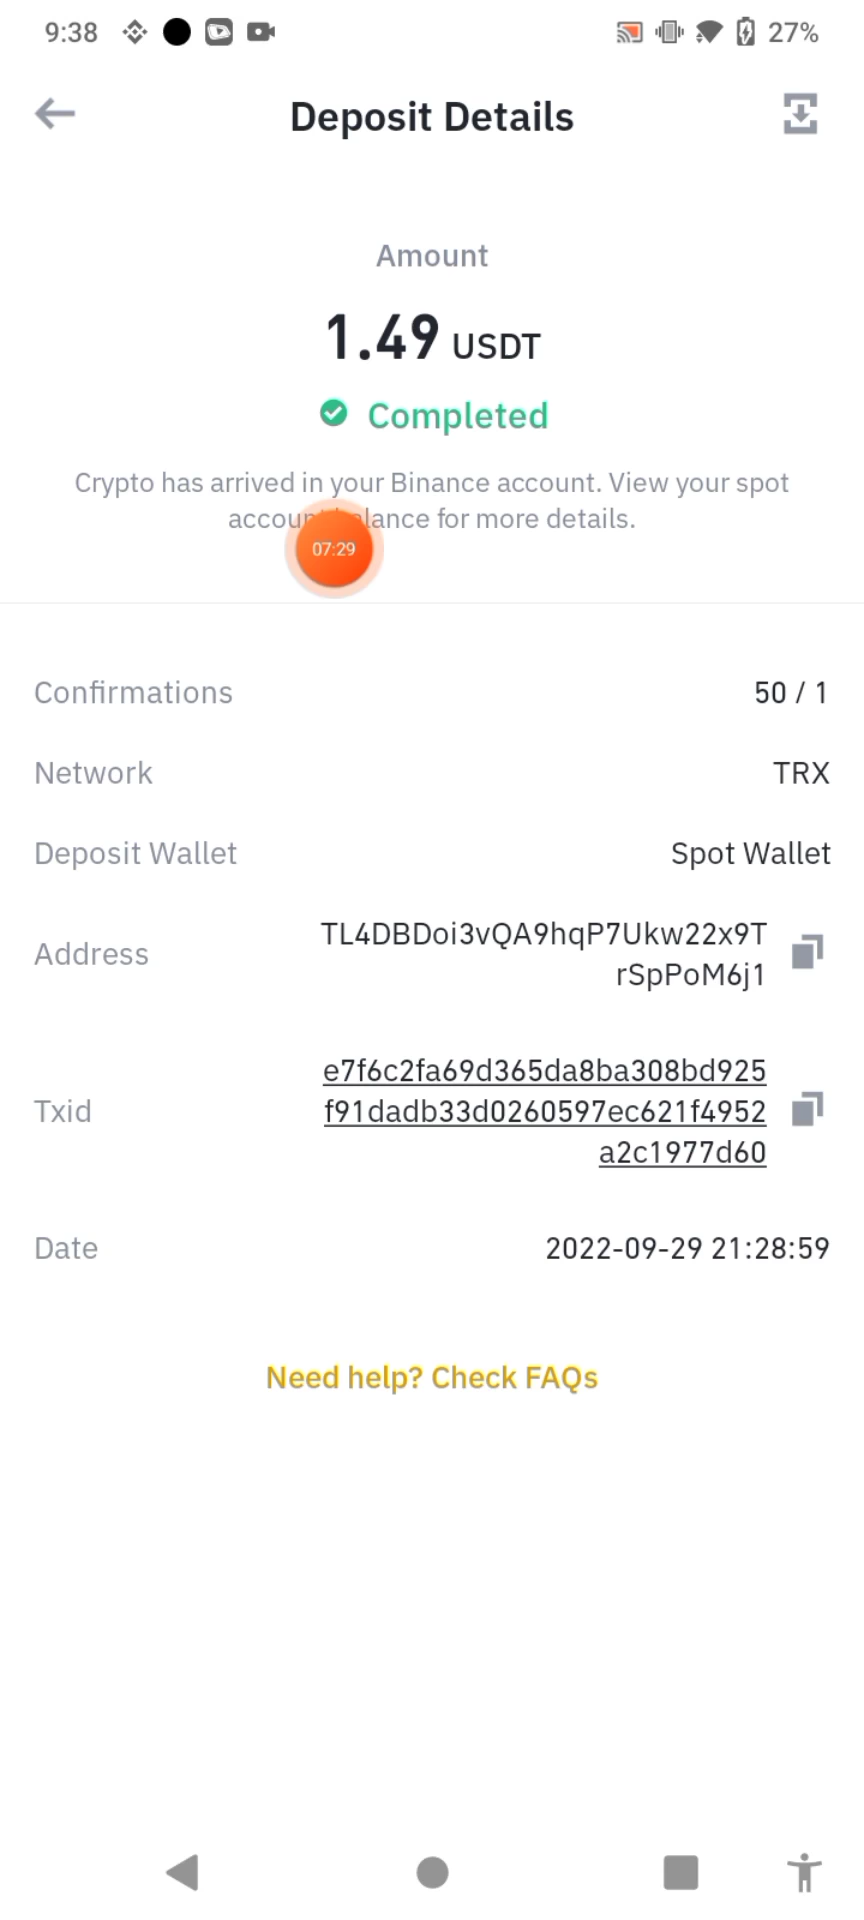 9:38 27%
Deposit Details
Amount
1.49 USDT
Completed
Crypto has arrived in your Binance account. View your spot
for more details.
07:29
Confirmations 50 / 1
Network TRX
Deposit Wallet Spot Wallet
Address TL4DBDoi3vQA9hqP7Ukw22x9T
rSpPoM6j1
Txid e7f6c2fa69d365da8ba308bd925
f91dadb33d0260597ec621f4952
a2c1977d60
Date 2022-09-29 21:28:59
Need help? Check FAQs